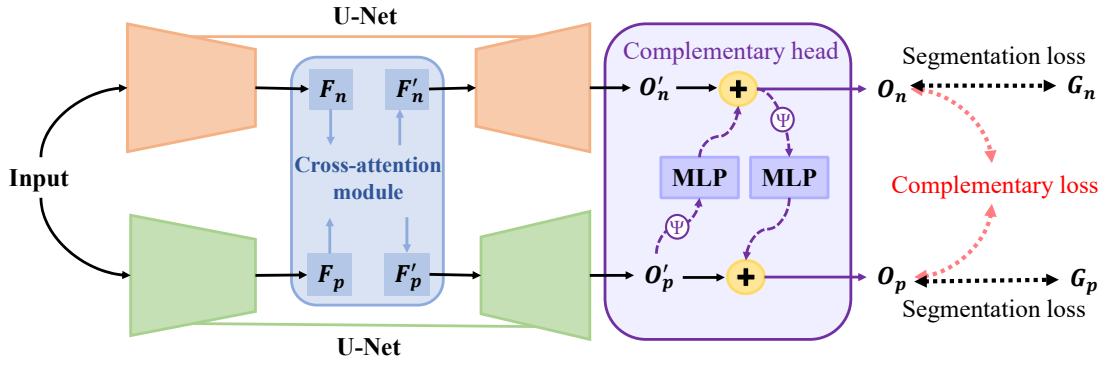 U-Net
Complementary head
Segmentation loss
F_n
F'_n
O'_n
+
O_n
G_n
Ψ
Input
Cross-attention
module
MLP
MLP
Complementary loss
Ψ
F_p
F'_p
O'_p
+
O_p
G_p
Segmentation loss
U-Net